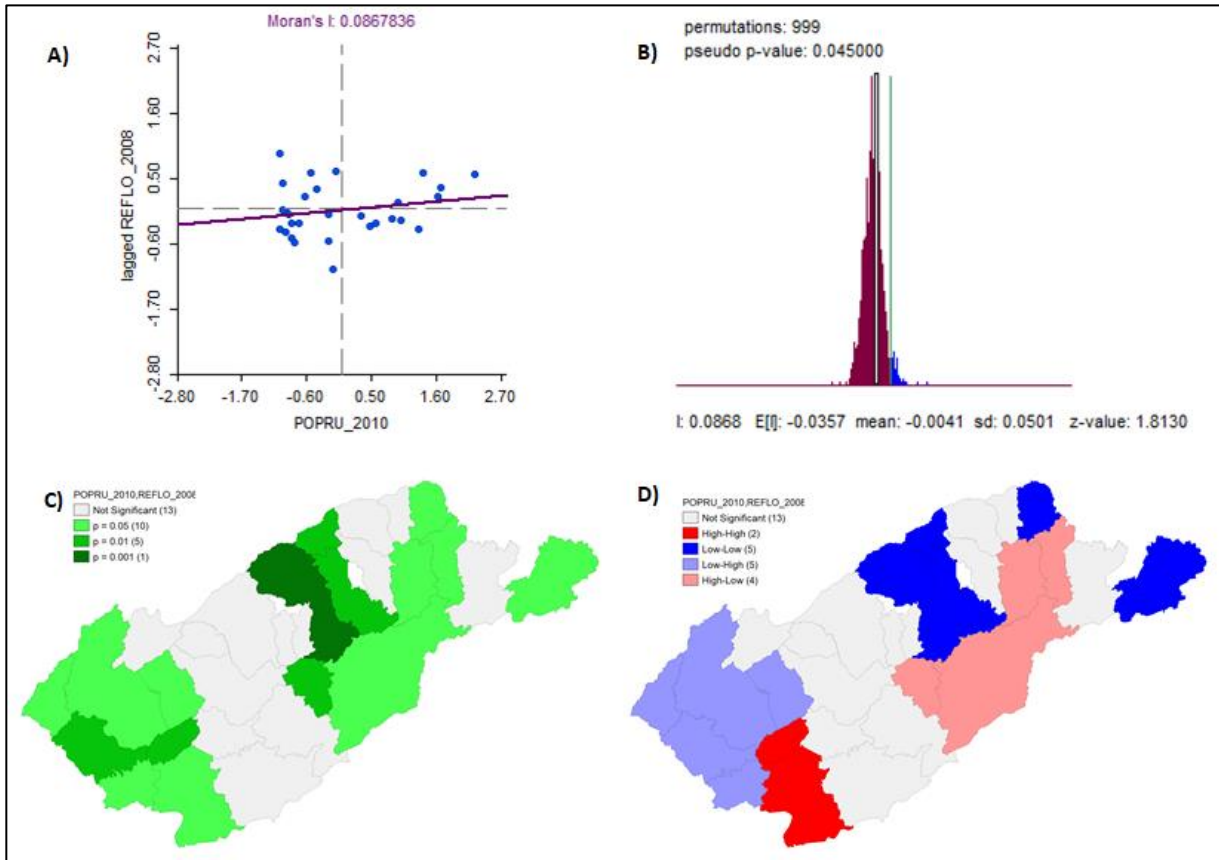 Moran's I: 0.0867836
A)
2.70
1.60
0.50
-0.60
-1.70
-2.80
lagged REFLO_2008
-2.80 -1.70 -0.60 0.50 1.60 2.70
POPRU_2010
B)
permutations: 999
pseudo p-value: 0.045000
I: 0.0868 E[I]: -0.0357 mean: -0.0041 sd: 0.0501 z-value: 1.8130
C)
POPRU_2010,REFLO_2008
Not Significant (13)
p = 0.05 (10)
p = 0.01 (5)
p = 0.001 (1)
D)
POPRU_2010,REFLO_2008
Not Significant (13)
High-High (2)
Low-Low (5)
Low-High (5)
High-Low (4)